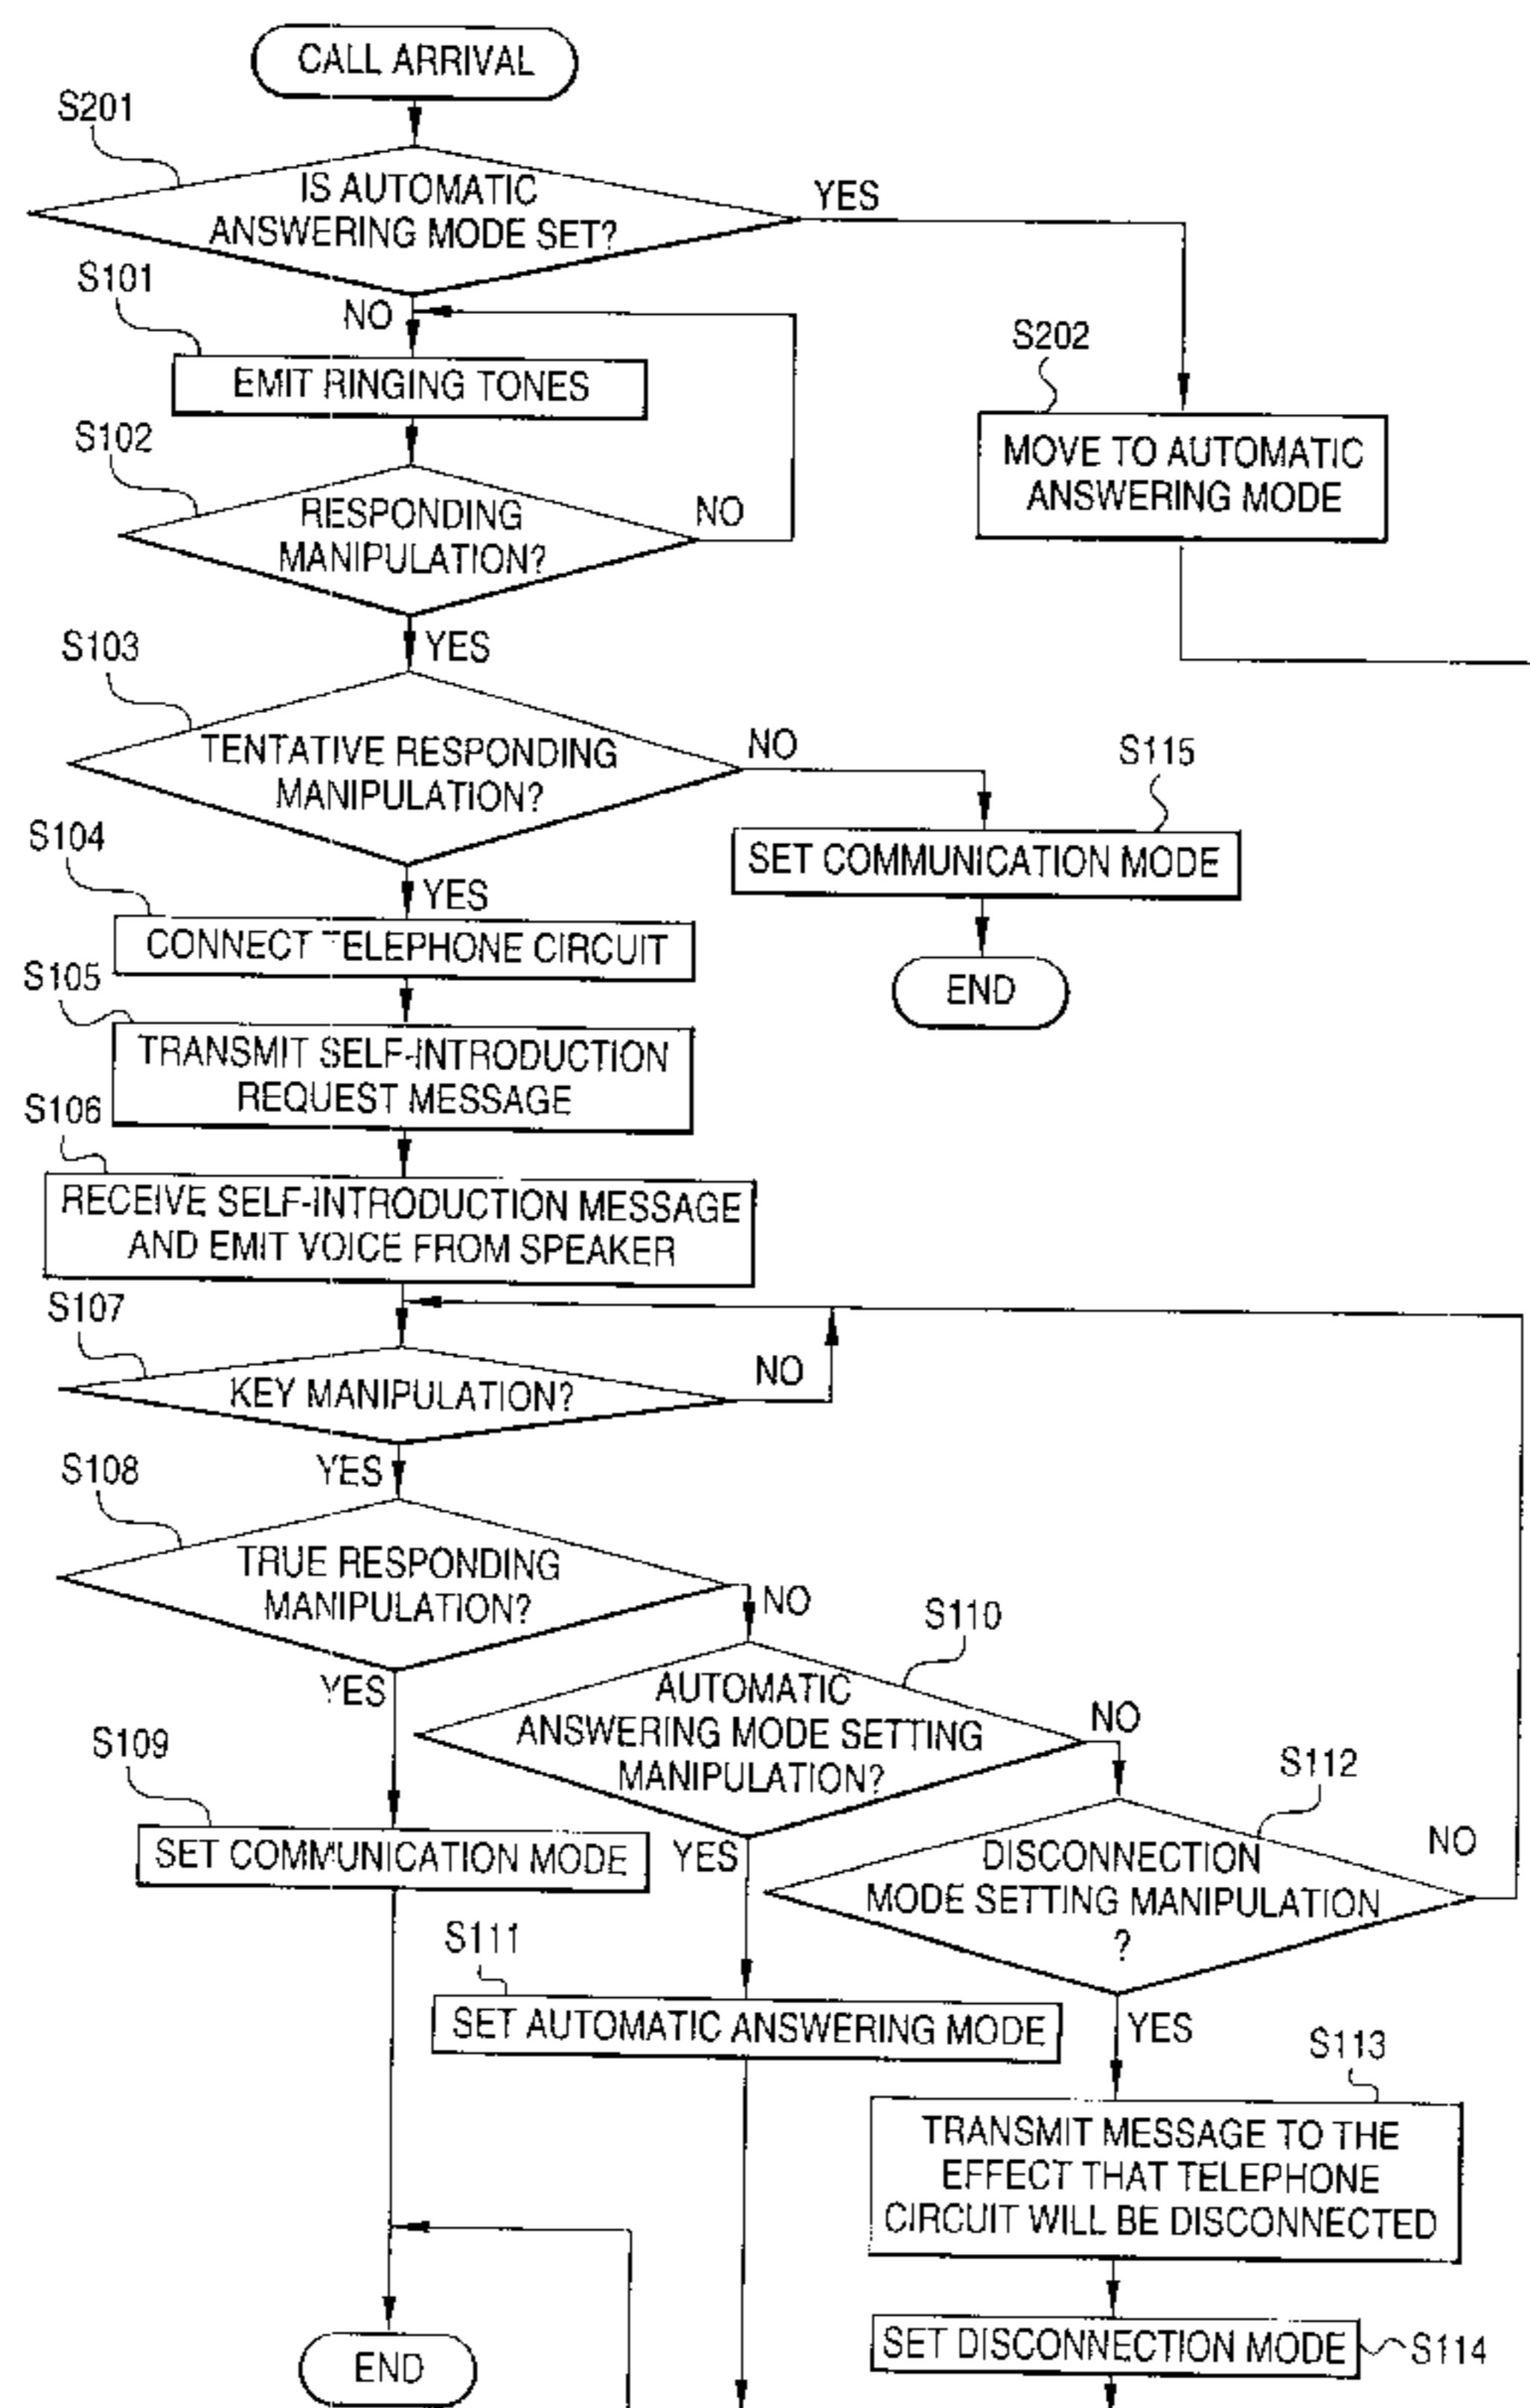 CALL ARRIVAL
S201
IS AUTOMATIC
ANSWERING MODE SET?
YES
S101
NO
EMIT RINGING TONES
S202
MOVE TO AUTOMATIC
ANSWERING MODE
S102
RESPONDING
MANIPULATION?
NO
YES
S103
TENTATIVE RESPONDING
MANIPULATION?
NO
S115
SET COMMUNICATION MODE
END
S104
YES
CONNECT TELEPHONE CIRCUIT
S105
TRANSMIT SELF-INTRODUCTION
REQUEST MESSAGE
S106
RECEIVE SELF-INTRODUCTION MESSAGE
AND EMIT VOICE FROM SPEAKER
S107
KEY MANIPULATION?
NO
YES
S108
TRUE RESPONDING
MANIPULATION?
NO
YES
S110
AUTOMATIC
ANSWERING MODE SETTING
MANIPULATION?
NO
S109
SET COMMUNICATION MODE
YES
S112
DISCONNECTION
MODE SETTING MANIPULATION
?
NO
S111
SET AUTOMATIC ANSWERING MODE
YES
S113
TRANSMIT MESSAGE TO THE
EFFECT THAT TELEPHONE
CIRCUIT WILL BE DISCONNECTED
SET DISCONNECTION MODE
S114
END